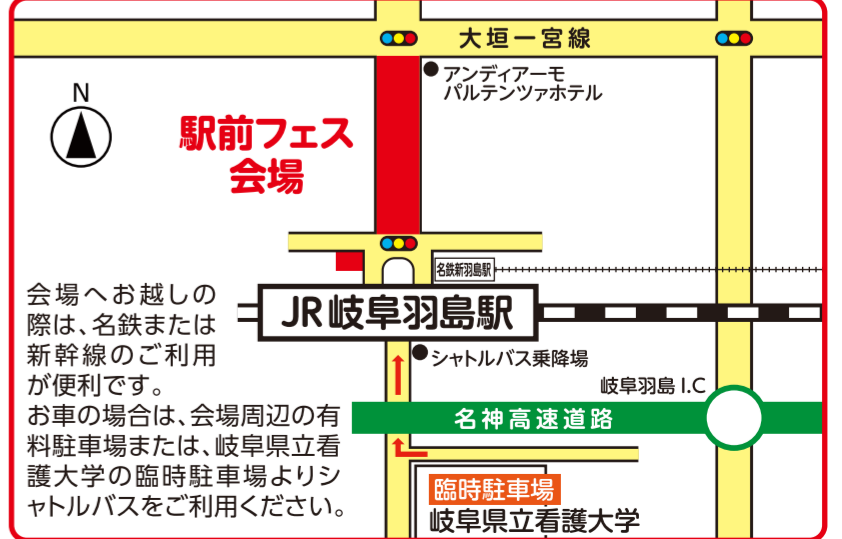 大垣一宮線
アンディアーモ
パルテンツァホテル
N
駅前フェス
会場
名鉄新羽島駅
JR岐阜羽島駅
会場へお越しの
際は、名鉄または
新幹線のご利用
が便利です。
お車の場合は、会場周辺の有
料駐車場または、岐阜県立看
護大学の臨時駐車場よりシ
ャトルバスをご利用ください。
シャトルバス乗降場
岐阜羽島I.C
名神高速道路
臨時駐車場
岐阜県立看護大学